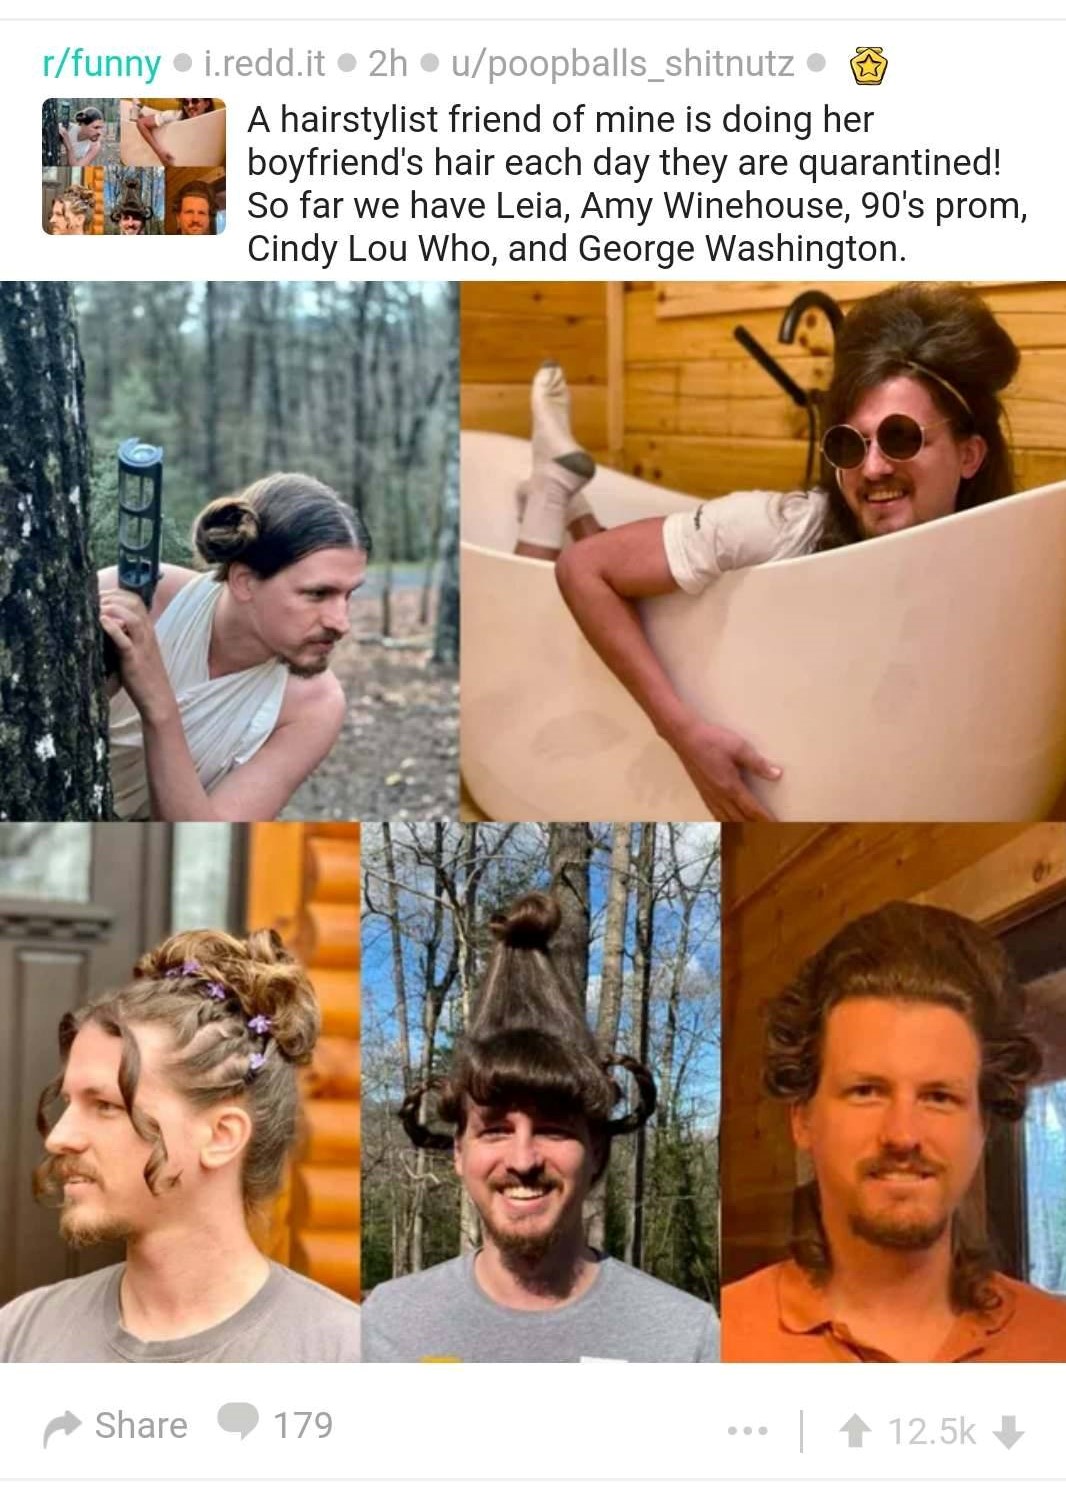 r/funny • i.redd.it • 2h • u/poopballs_shitnutz •
A hairstylist friend of mine is doing her
boyfriend's hair each day they are quarantined!
So far we have Leia, Amy Winehouse, 90's prom,
Cindy Lou Who, and George Washington.
Share 179 ... | 12.5k